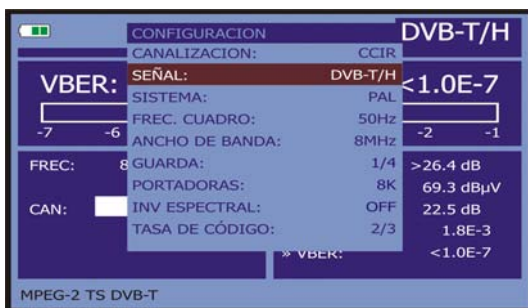 CONFIGURACION
DVB-T/H
CANALIZACION: CCIR
SEÑAL: DVB-T/H
SISTEMA: PAL
FREC. CUADRO: 50Hz
ANCHO DE BANDA: 8MHz
GUARDA: 1/4
PORTADORAS: 8K
INV ESPECTRAL: OFF
TASA DE CÓDIGO: 2/3
VBER: <1.0E-7
-7 -6 -2 -1
FREC: 8 >26.4 dB
69.3 dBµV
CAN: 22.5 dB
1.8E-3
» VBER: <1.0E-7
MPEG-2 TS DVB-T